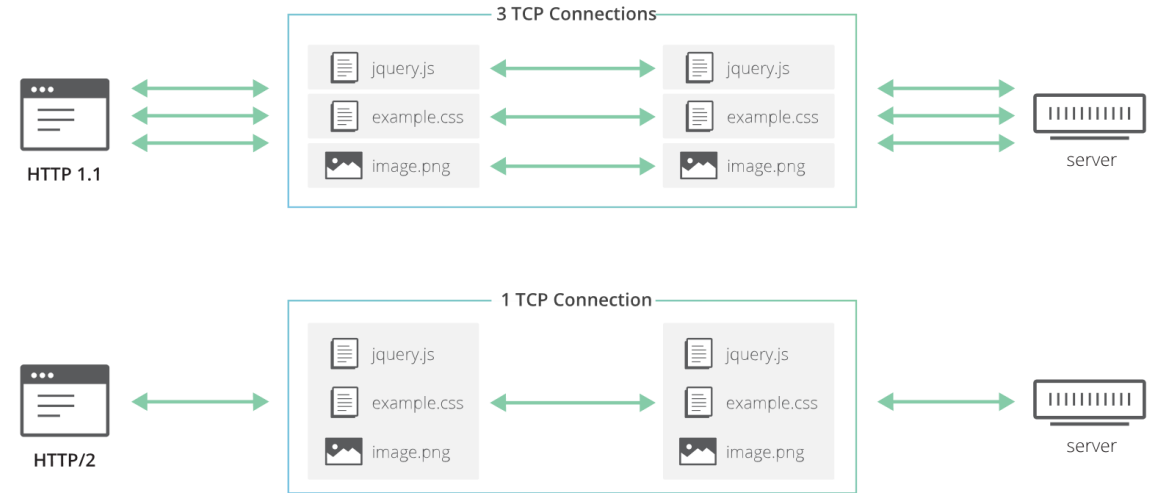 3 TCP Connections
jquery.js jquery.js
example.css example.css
image.png image.png
HTTP 1.1
server
1 TCP Connection
jquery.js jquery.js
example.css example.css
image.png image.png
HTTP/2
server